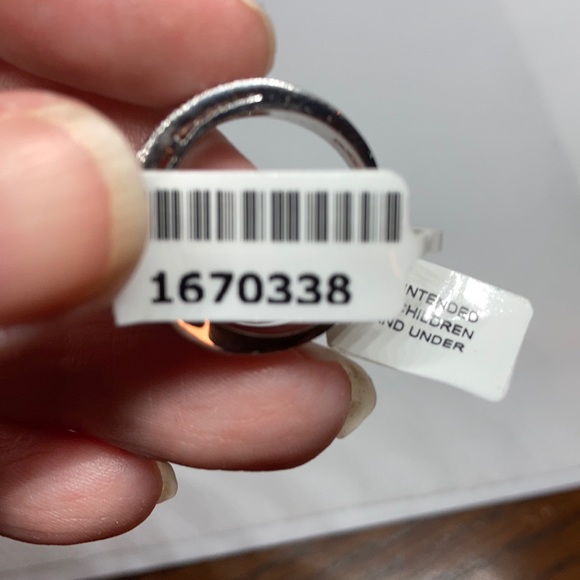 1670338
INTENDED
CHILDREN
AND UNDER